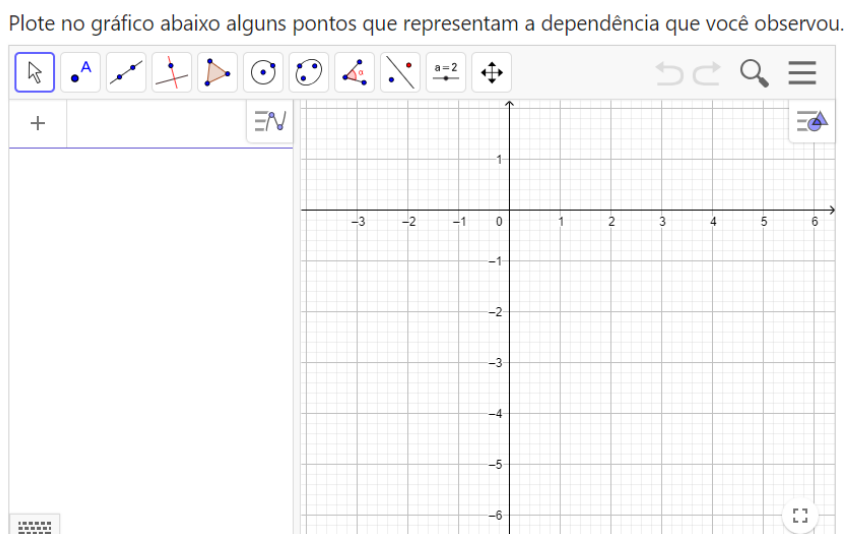 Plote no gráfico abaixo alguns pontos que representam a dependência que você observou.
A
a=2
+
1
−3 −2 −1 0 1 2 3 4 5 6
−1
−2
−3
−4
−5
−6